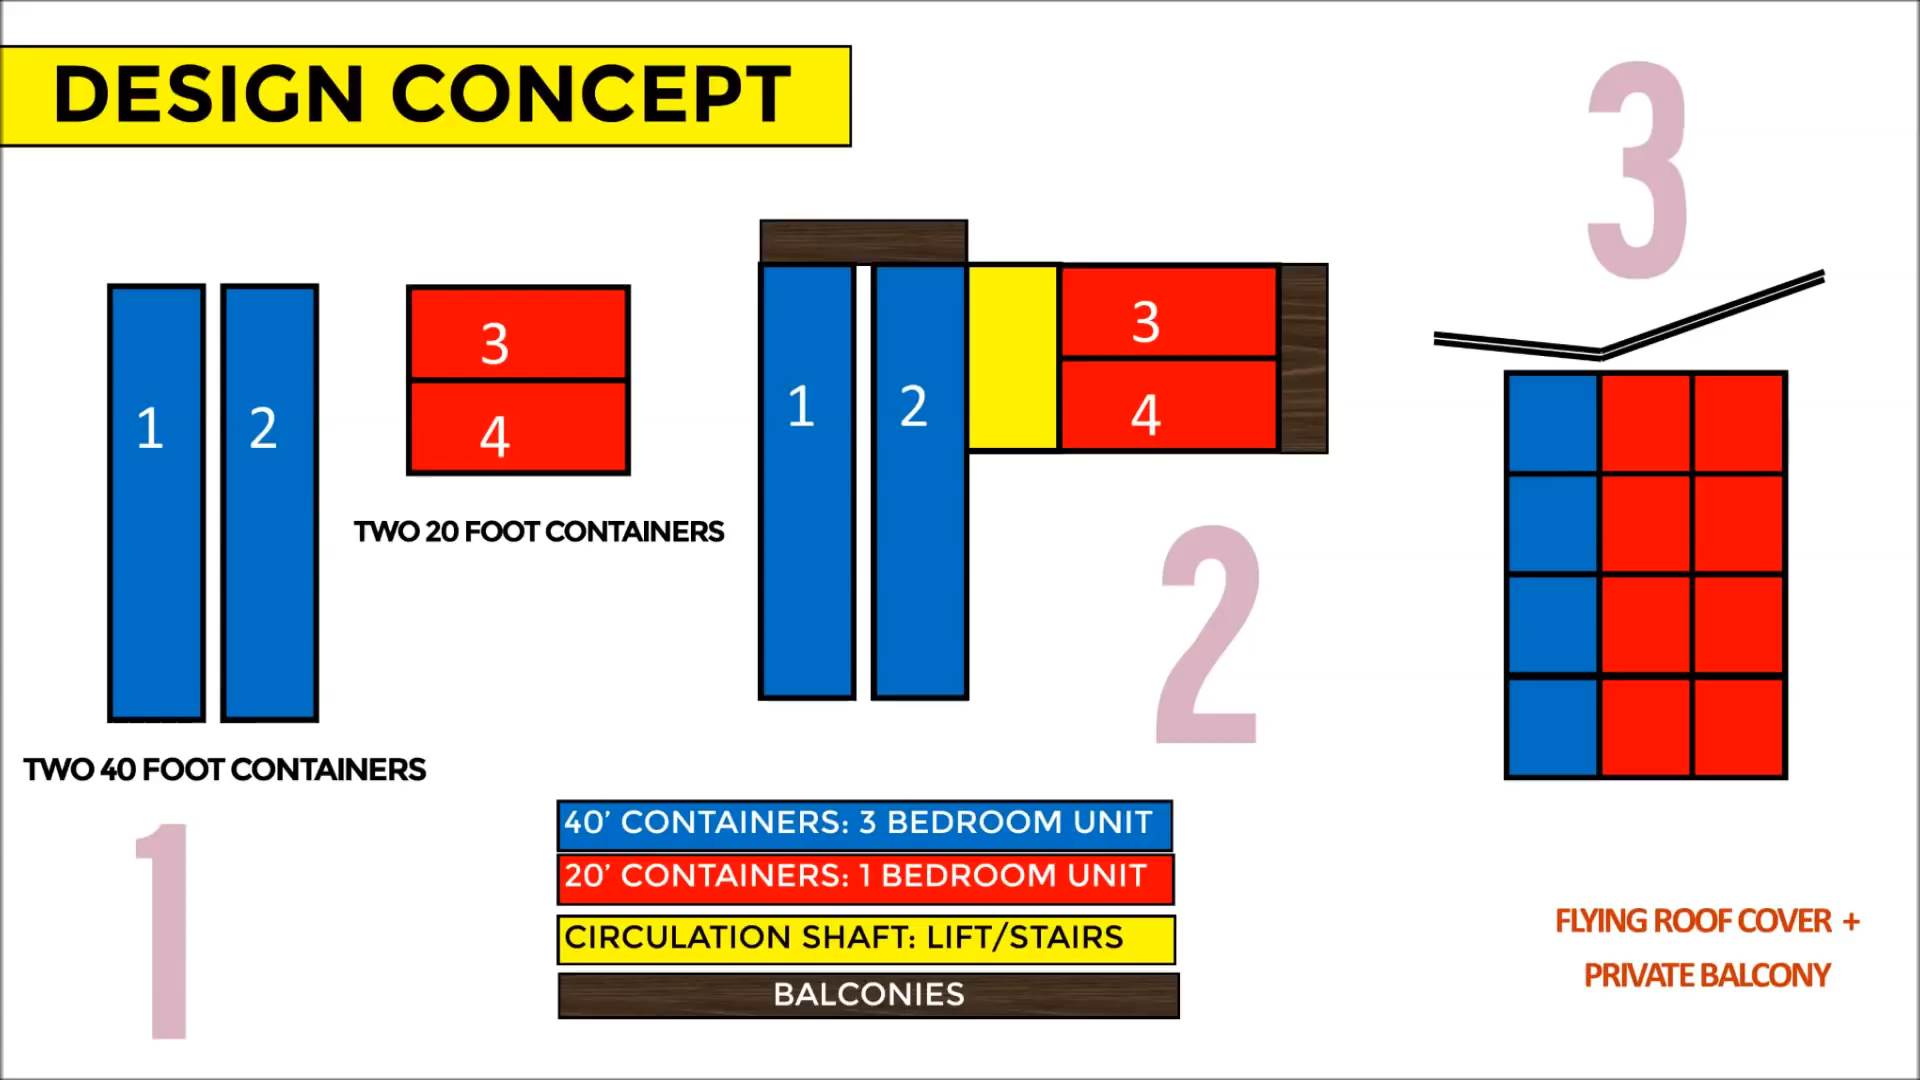 DESIGN CONCEPT
3
1
2
3
4
TWO 20 FOOT CONTAINERS
TWO 40 FOOT CONTAINERS
1
1
2
3
4
2
40’ CONTAINERS: 3 BEDROOM UNIT
20’ CONTAINERS: 1 BEDROOM UNIT
CIRCULATION SHAFT: LIFT/STAIRS
BALCONIES
FLYING ROOF COVER +
PRIVATE BALCONY